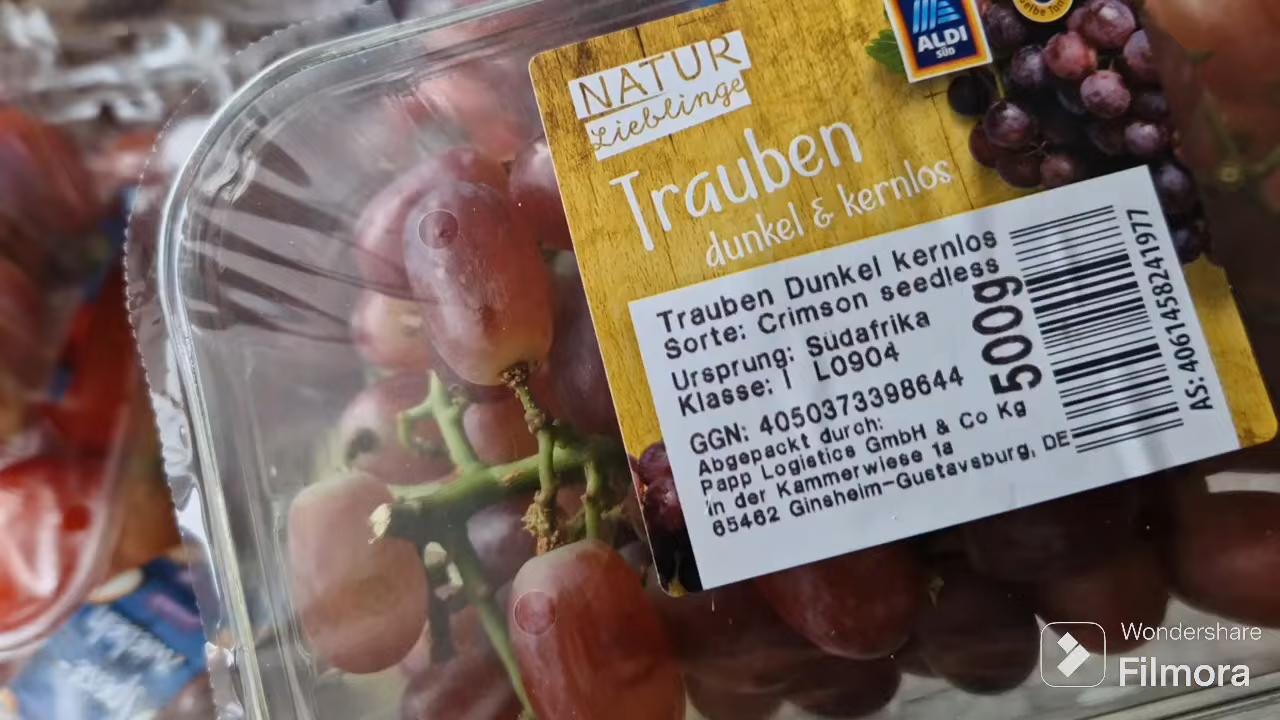 NATUR
Lieblinge
Trauben
dunkel & kernlos
ALDI
SÜD
Trauben Dunkel kernlos
Sorte: Crimson seedless
Ursprung: Südafrika
Klasse: I L0904
500g
GGN: 4050373398644
Abgepackt durch:
Papp Logistics GmbH & Co Kg
In der Kammerwiese 1a
65462 Ginsheim-Gustavsburg, DE
AS: 4061458241977
Wondershare
Filmora